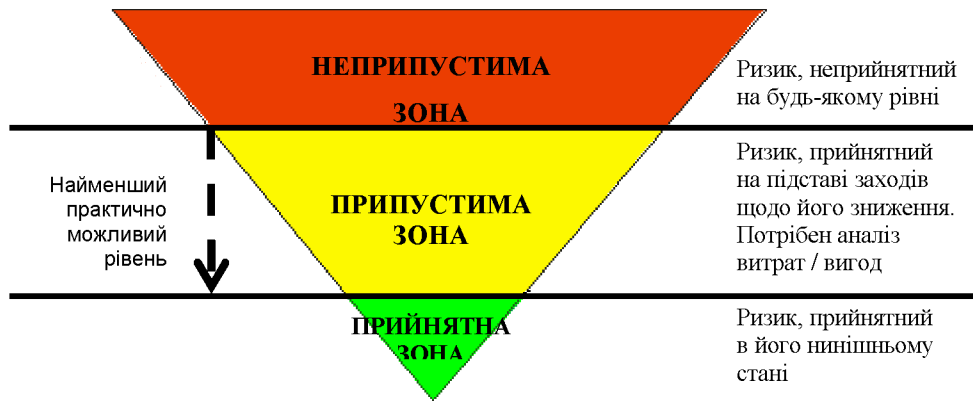 НЕПРИПУСТИМА
ЗОНА
Ризик, неприйнятний
на будь-якому рівні
Найменший
практично
можливий
рівень
ПРИПУСТИМА
ЗОНА
Ризик, прийнятний
на підставі заходів
щодо його зниження.
Потрібен аналіз
витрат / вигод
ПРИЙНЯТНА
ЗОНА
Ризик, прийнятний
в його нинішньому
стані